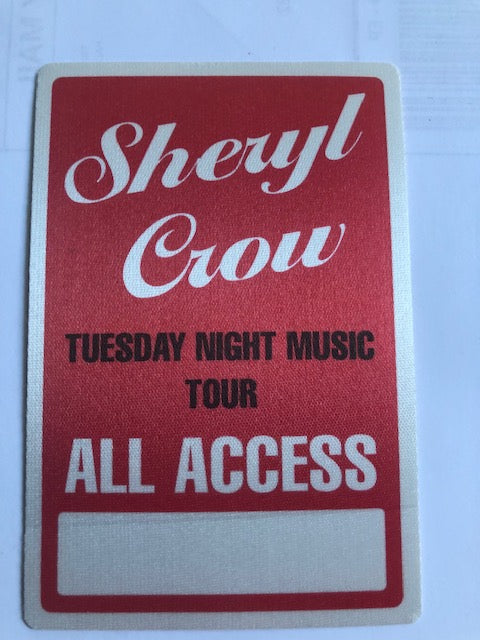 Sheryl
Crow
TUESDAY NIGHT MUSIC
TOUR
ALL ACCESS